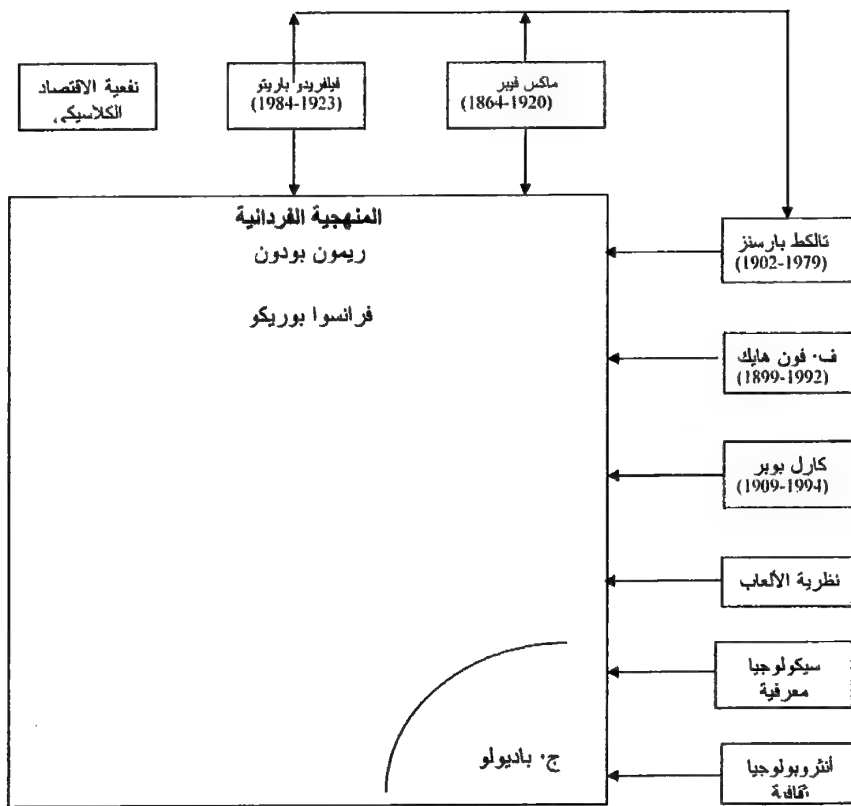 نفعية الاقتصاد
الكلاسيكي
فيلفريدو باريتو
(1984-1923)
ماكس فيبر
(1864-1920)
المنهجية الفردانية
ريمون بودون
فرانسوا بوريكو
تالكط بارسنز
(1902-1979)
ف. فون هايك
(1899-1992)
كارل بوبر
(1909-1994)
نظرية الألعاب
سيكولوجيا
معرفية
ج. باديولو
أنثروبولوجيا
ثقافية